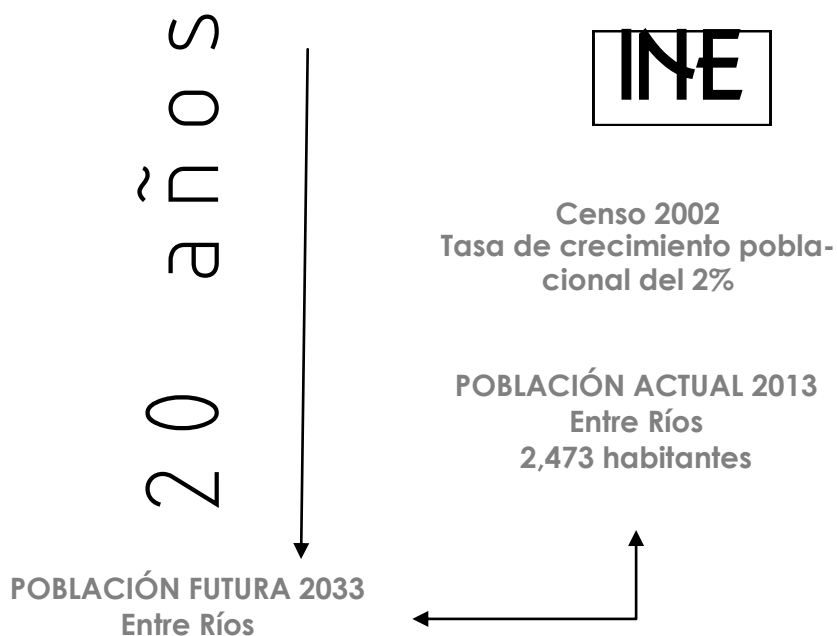 20 años
INE
Censo 2002
Tasa de crecimiento pobla-
cional del 2%
POBLACIÓN ACTUAL 2013
Entre Ríos
2,473 habitantes
POBLACIÓN FUTURA 2033
Entre Ríos